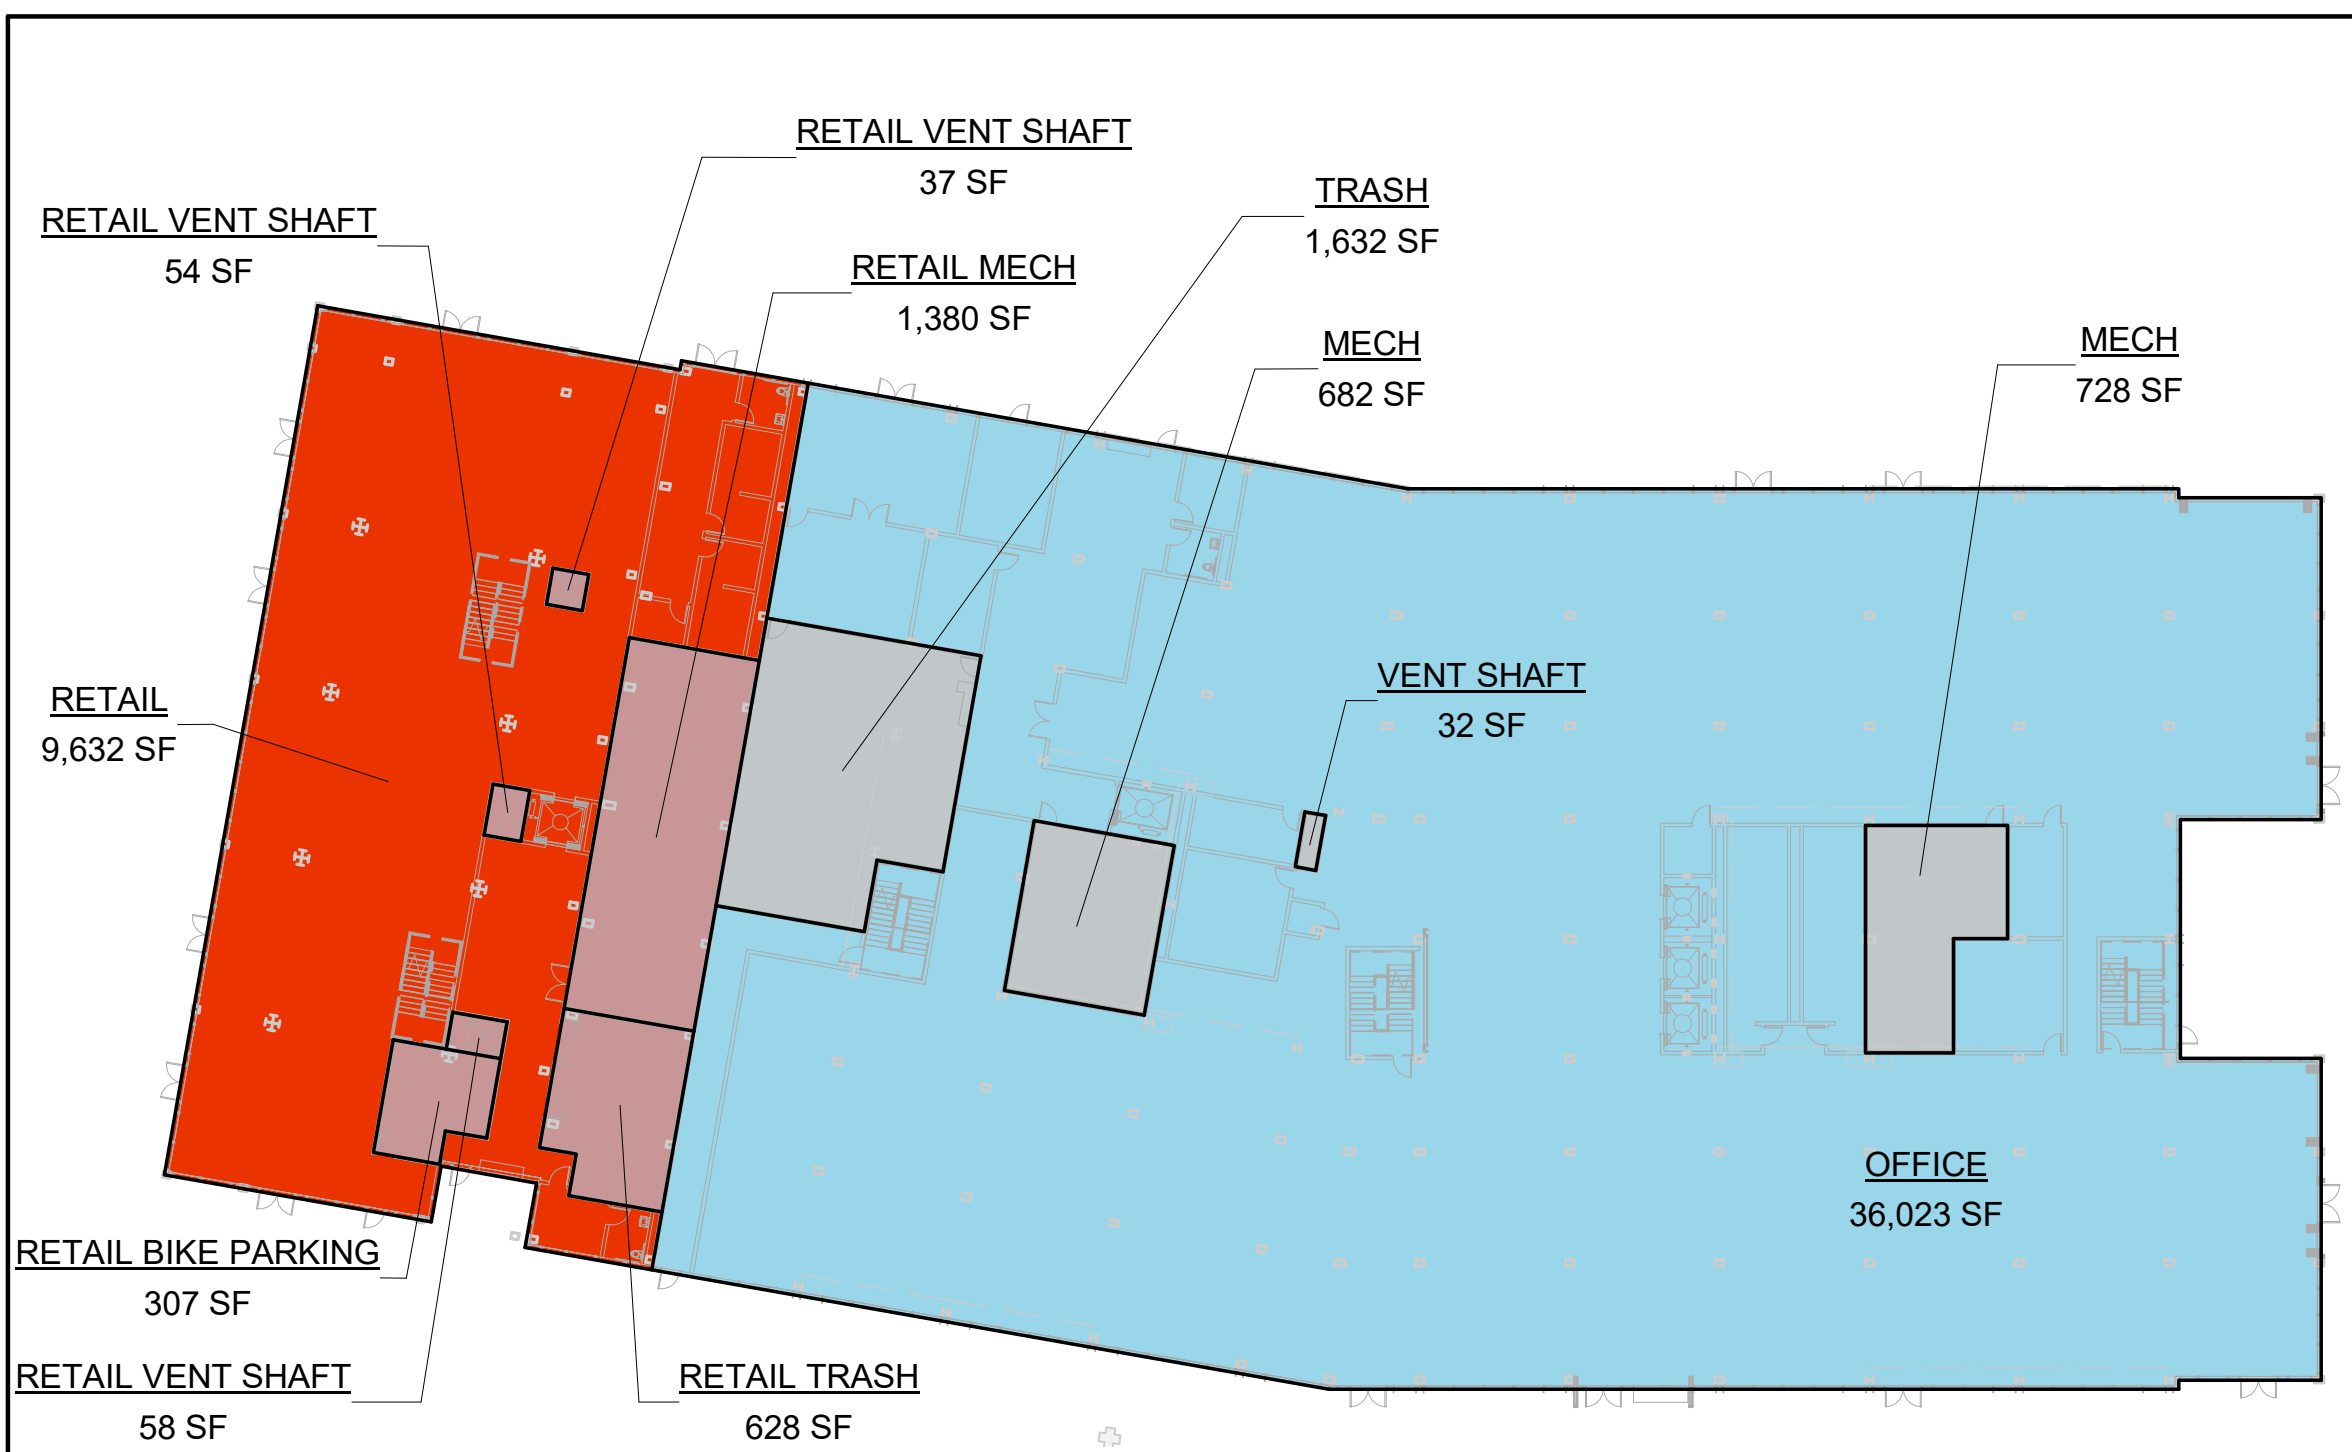 RETAIL VENT SHAFT
37 SF
TRASH
1,632 SF
RETAIL VENT SHAFT
54 SF
RETAIL MECH
1,380 SF
MECH
682 SF
MECH
728 SF
VENT SHAFT
32 SF
RETAIL
9,632 SF
OFFICE
36,023 SF
RETAIL BIKE PARKING
307 SF
RETAIL VENT SHAFT
58 SF
RETAIL TRASH
628 SF